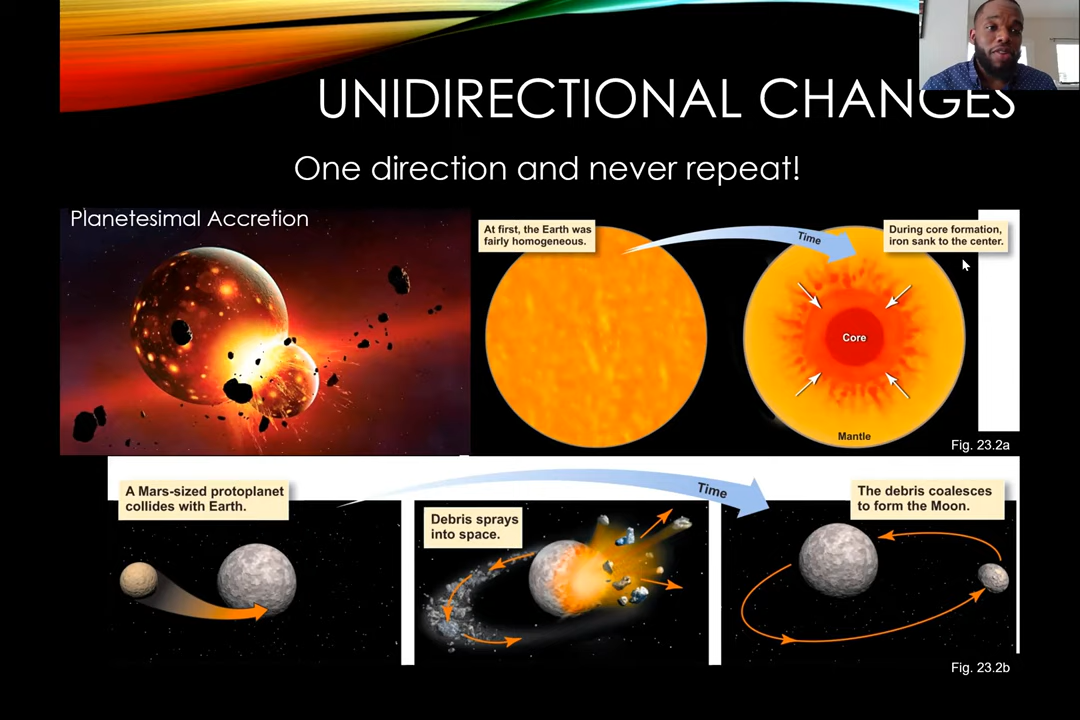 UNIDIRECTIONAL CHANGES
One direction and never repeat!
Planetesimal Accretion
At first, the Earth was
fairly homogeneous.
Time
During core formation,
iron sank to the center.
Core
Mantle
Fig. 23.2a
A Mars-sized protoplanet
collides with Earth.
Debris sprays
into space.
Time
The debris coalesces
to form the Moon.
Fig. 23.2b